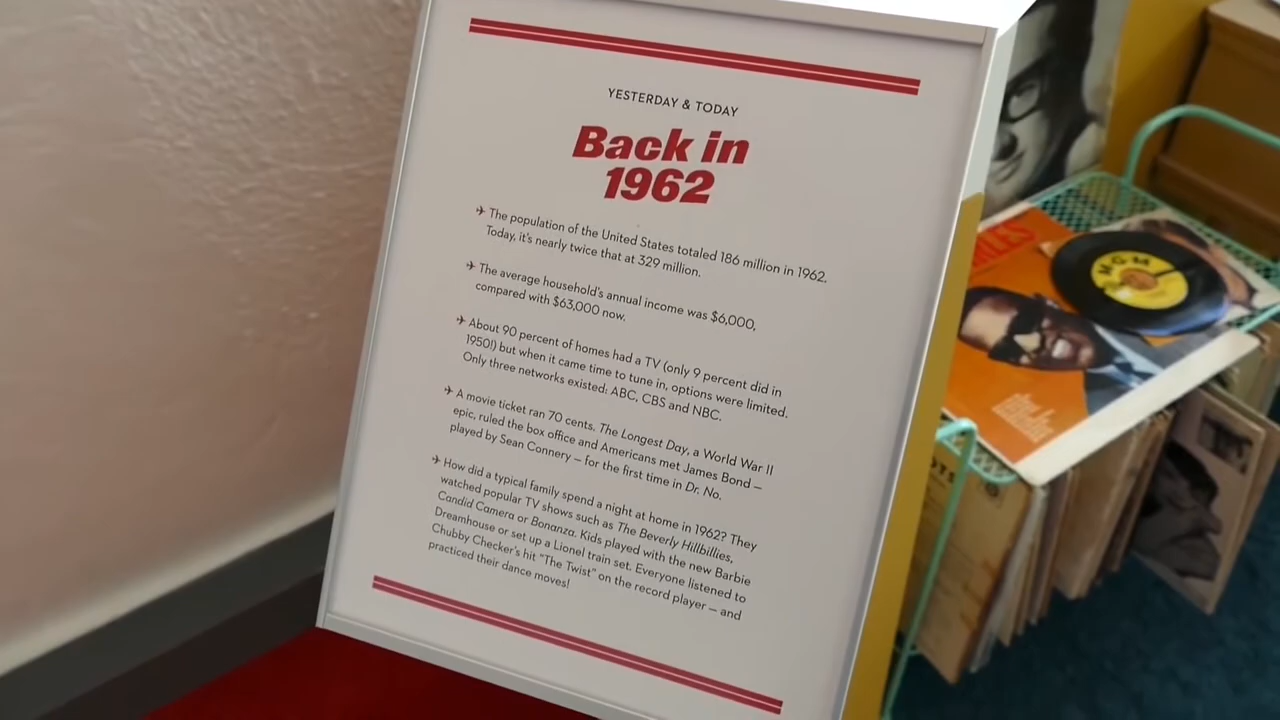 YESTERDAY & TODAY
Back in
1962
The population of the United States totaled 186 million in 1962.
Today, it's nearly twice that at 329 million.
The average household's annual income was $6,000,
compared with $63,000 now.
About 90 percent of homes had a TV (only 9 percent did in
1950!) but when it came time to tune in, options were limited.
Only three networks existed: ABC, CBS and NBC.
A movie ticket ran 70 cents. The Longest Day, a World War II
epic, ruled the box office and Americans met James Bond —
played by Sean Connery — for the first time in Dr. No.
How did a typical family spend a night at home in 1962? They
watched popular TV shows such as The Beverly Hillbillies,
Candid Camera or Bonanza. Kids played with the new Barbie
Dreamhouse or set up a Lionel train set. Everyone listened to
Chubby Checker's hit "The Twist" on the record player — and
practiced their dance moves!
MGM